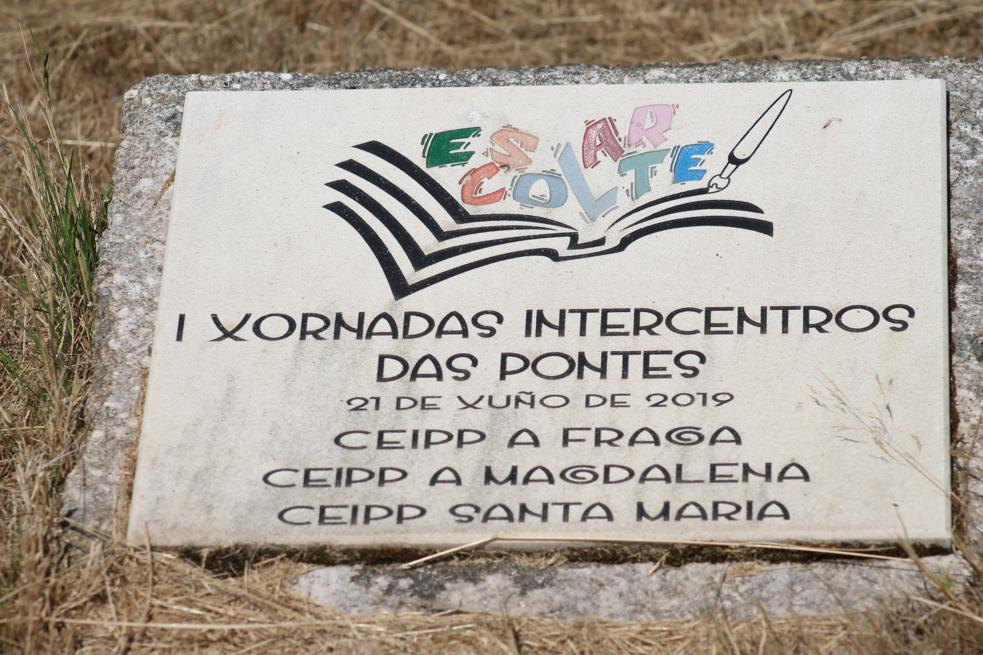 ESCOLARTE
I XORNADAS INTERCENTROS
DAS PONTES
21 DE XUÑO DE 2019
CEIPP A FRAGA
CEIPP A MAGDALENA
CEIPP SANTA MARIA